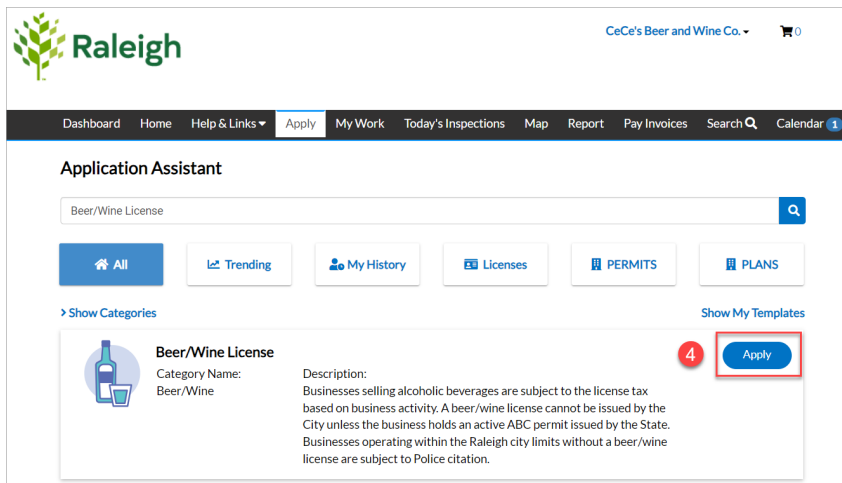 Raleigh
CeCe's Beer and Wine Co.
0
Dashboard Home Help & Links Apply My Work Today's Inspections Map Report Pay Invoices Search Calendar 1
Application Assistant
Beer/Wine License
All Trending My History Licenses PERMITS PLANS
> Show Categories Show My Templates
Beer/Wine License
4 Apply
Category Name: Description:
Beer/Wine Businesses selling alcoholic beverages are subject to the license tax
based on business activity. A beer/wine license cannot be issued by the
City unless the business holds an active ABC permit issued by the State.
Businesses operating within the Raleigh city limits without a beer/wine
license are subject to Police citation.